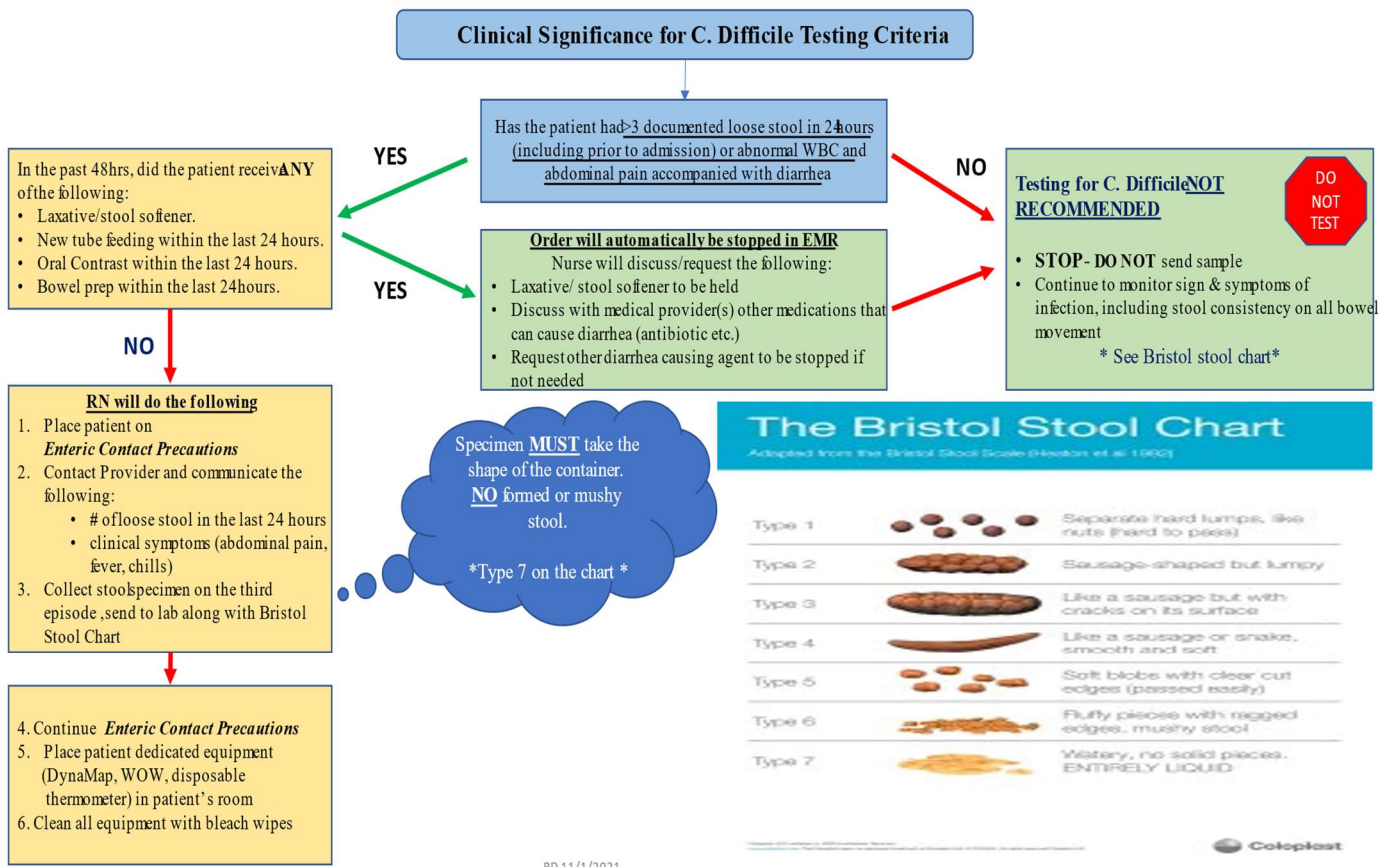 Clinical Significance for C. Difficile Testing Criteria
Has the patient had >3 documented loose stool in 24hours
(including prior to admission) or abnormal WBC and
abdominal pain accompanied with diarrhea
YES
NO
In the past 48hrs, did the patient receive ANY
of the following:
• Laxative/stool softener.
• New tube feeding within the last 24 hours.
• Oral Contrast within the last 24 hours.
• Bowel prep within the last 24hours.
YES
Order will automatically be stopped in EMR
Nurse will discuss/request the following:
• Laxative/ stool softener to be held
• Discuss with medical provider(s) other medications that
can cause diarrhea (antibiotic etc.)
• Request other diarrhea causing agent to be stopped if
not needed
Testing for C. Difficile NOT
RECOMMENDED
DO
NOT
TEST
• STOP- DO NOT send sample
• Continue to monitor sign & symptoms of
infection, including stool consistency on all bowel
movement
* See Bristol stool chart*
NO
RN will do the following
1. Place patient on
Enteric Contact Precautions
2. Contact Provider and communicate the
following:
• # of loose stool in the last 24 hours
• clinical symptoms (abdominal pain,
fever, chills)
3. Collect stool specimen on the third
episode ,send to lab along with Bristol
Stool Chart
Specimen MUST take the
shape of the container.
NO formed or mushy
stool.
*Type 7 on the chart *
4. Continue Enteric Contact Precautions
5. Place patient dedicated equipment
(DynaMap, WOW, disposable
thermometer) in patient's room
6. Clean all equipment with bleach wipes
The Bristol Stool Chart
Adapted from the Bristol Stool Scale (Heaton et al 1992)
Type 1 Separate hard lumps, like
nuts (hard to pass)
Type 2 Sausage-shaped but lumpy
Type 3 Like a sausage but with
cracks on its surface
Type 4 Like a sausage or snake,
smooth and soft
Type 5 Soft blobs with clear cut
edges (passed easily)
Type 6 Fluffy pieces with ragged
edges, mushy stool
Type 7 Watery, no solid pieces.
ENTIRELY LIQUID
Coloplast
11/1/2021